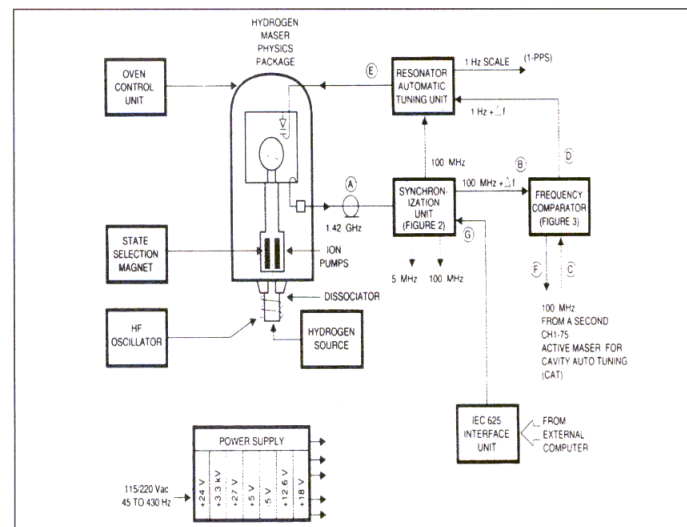 HYDROGEN
MASER
PHYSICS
PACKAGE
OVEN
CONTROL
UNIT
E
RESONATOR
AUTOMATIC
TUNING UNIT
1 Hz SCALE
(1-PPS)
1 Hz +△f
100 MHz
D
A
1.42 GHz
SYNCHRON-
IZATION
UNIT
(FIGURE 2)
B
100 MHz +△f
FREQUENCY
COMPARATOR
(FIGURE 3)
G
STATE
SELECTION
MAGNET
ION
PUMPS
5 MHz
100 MHz
F
C
DISSOCIATOR
HF
OSCILLATOR
HYDROGEN
SOURCE
100 MHz
FROM A SECOND
CH1-75
ACTIVE MASER FOR
CAVITY AUTO TUNING
(CAT)
IEC 625
INTERFACE
UNIT
FROM
EXTERNAL
COMPUTER
POWER SUPPLY
115/220 Vac
45 TO 430 Hz
+24 V
+3.3 kV
+27 V
+5 V
5 V
+12.6 V
+18 V